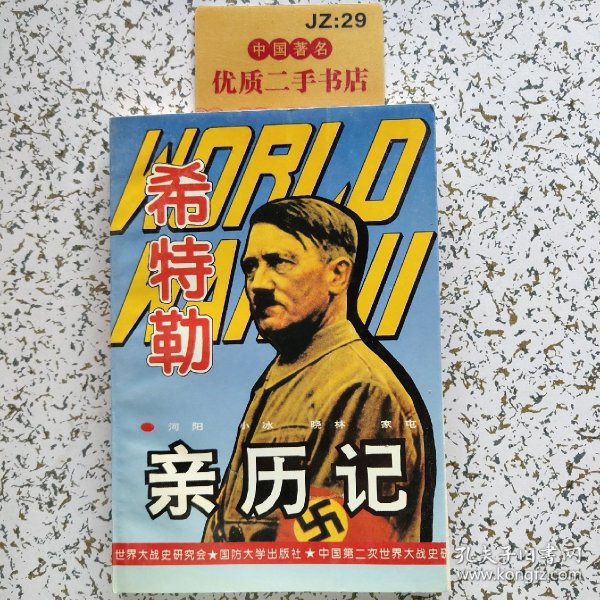 JZ:29
中国著名
优质二手书店
WORLD
WAR II
希特勒
河阳 小冰 晓林 家屯
亲历记
世界大战史研究会★国防大学出版社★中国第二次世界大战史研
孔夫子旧书网
www.kongfz.com